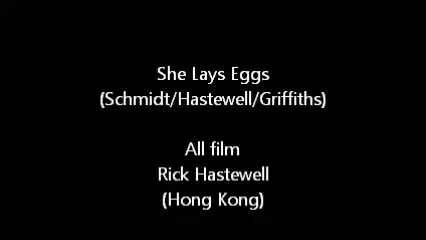 She Lays Eggs
(Schmidt/Hastewell/Griffiths)
All film
Rick Hastewell
(Hong Kong)